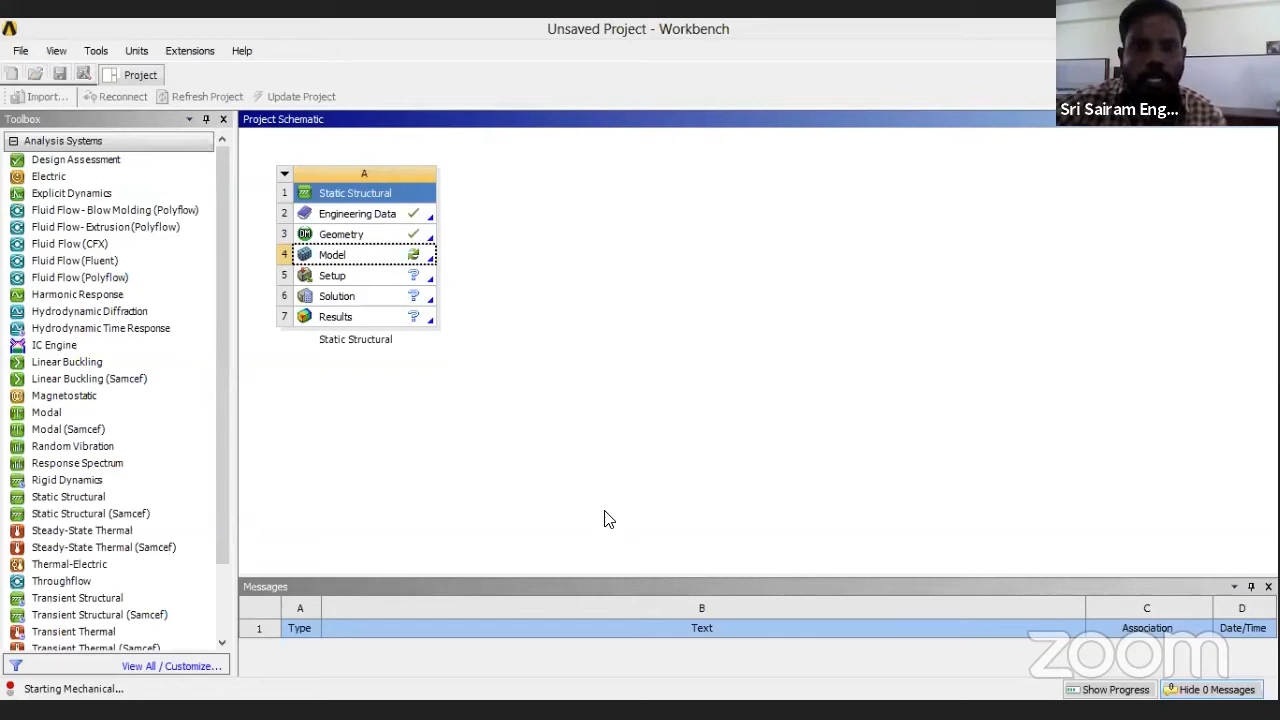 Unsaved Project - Workbench
File View Tools Units Extensions Help
Project
Import... Reconnect Refresh Project Update Project
Sri Sairam Eng...
Toolbox
Project Schematic
Analysis Systems
Design Assessment
Electric
Explicit Dynamics
Fluid Flow - Blow Molding (Polyflow)
Fluid Flow- Extrusion (Polyflow)
Fluid Flow (CFX)
Fluid Flow (Fluent)
Fluid Flow (Polyflow)
Harmonic Response
Hydrodynamic Diffraction
Hydrodynamic Time Response
IC Engine
Linear Buckling
Linear Buckling (Samcef)
Magnetostatic
Modal
Modal (Samcef)
Random Vibration
Response Spectrum
Rigid Dynamics
Static Structural
Static Structural (Samcef)
Steady-State Thermal
Steady-State Thermal (Samcef)
Thermal-Electric
Throughflow
Transient Structural
Transient Structural (Samcef)
Transient Thermal
Transient Thermal (Samcef)
View All / Customize...
A
1 Static Structural
2 Engineering Data
3 DM Geometry
4 Model
5 Setup
6 Solution
7 Results
Static Structural
Messages
A B C D
1 Type Text Association Date/Time
zoom
Starting Mechanical...
Show Progress
0 Hide 0 Messages